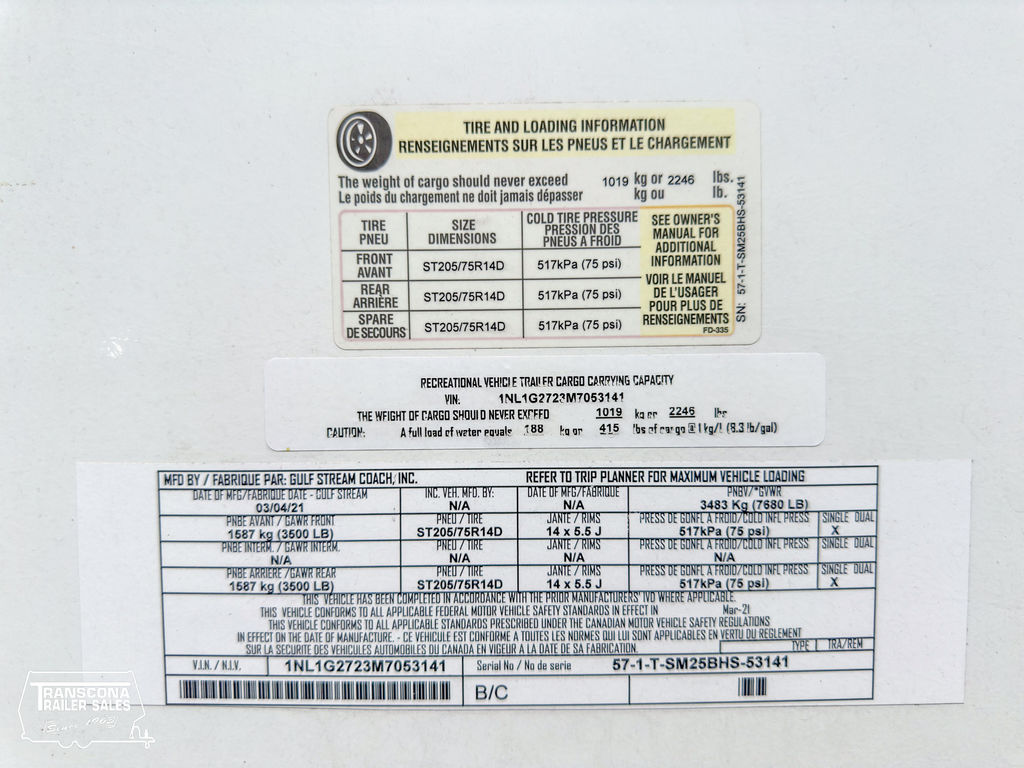 TIRE AND LOADING INFORMATION
RENSEIGNEMENTS SUR LES PNEUS ET LE CHARGEMENT
The weight of cargo should never exceed 1019 kg or 2246 lbs.
Le poids du chargement ne doit jamais dépasser kg ou lb.
TIRE PNEU SIZE DIMENSIONS COLD TIRE PRESSURE PRESSION DES PNEUS À FROID
FRONT AVANT ST205/75R14D 517kPa (75 psi)
REAR ARRIÈRE ST205/75R14D 517kPa (75 psi)
SPARE DE SECOURS ST205/75R14D 517kPa (75 psi)
SEE OWNER'S
MANUAL FOR
ADDITIONAL
INFORMATION
VOIR LE MANUEL
DE L'USAGER
POUR PLUS DE
RENSEIGNEMENTS
FD-335
SN: 57-1-T-SM25BHS-53141
RECREATIONAL VEHICLE TRAILER CARGO CARRYING CAPACITY
VIN: 1NL1G2723M7053141
THE WEIGHT OF CARGO SHOULD NEVER EXCEED 1019 kg or 2246 lbs
CAUTION: A full load of water equals 188 kg or 415 lbs of cargo @ 1 kg/l (8.3 lb/gal)
MFD BY / FABRIQUE PAR: GULF STREAM COACH, INC. REFER TO TRIP PLANNER FOR MAXIMUM VEHICLE LOADING
DATE OF MFG/FABRIQUE DATE - GULF STREAM INC. VEH. MFD. BY: DATE OF MFG/FABRIQUE PNBV/*GVWR
03/04/21 N/A N/A 3483 Kg (7680 LB)
PNBE AVANT / GAWR FRONT PNEU / TIRE JANTE / RIMS PRESS DE GONFL A FROID/COLD INFL PRESS SINGLE DUAL
1587 kg (3500 LB) ST205/75R14D 14 x 5.5 J 517kPa (75 psi) X
PNBE INTERM. / GAWR INTERM. PNEU / TIRE JANTE / RIMS PRESS DE GONFL A FROID/COLD INFL PRESS SINGLE DUAL
N/A N/A N/A N/A
PNBE ARRIERE / GAWR REAR PNEU / TIRE JANTE / RIMS PRESS DE GONFL A FROID/COLD INFL PRESS SINGLE DUAL
1587 kg (3500 LB) ST205/75R14D 14 x 5.5 J 517kPa (75 psi) X
THIS VEHICLE HAS BEEN COMPLETED IN ACCORDANCE WITH THE PRIOR MANUFACTURERS' IVD WHERE APPLICABLE.
THIS VEHICLE CONFORMS TO ALL APPLICABLE FEDERAL MOTOR VEHICLE SAFETY STANDARDS IN EFFECT IN Mar-21
THIS VEHICLE CONFORMS TO ALL APPLICABLE STANDARDS PRESCRIBED UNDER THE CANADIAN MOTOR VEHICLE SAFETY REGULATIONS
IN EFFECT ON THE DATE OF MANUFACTURE. - CE VEHICULE EST CONFORME A TOUTES LES NORMES QUI LUI SONT APPLICABLES EN VERTU DU REGLEMENT
SUR LA SECURITE DES VEHICULES AUTOMOBILES DU CANADA EN VIGEUR A LA DATE DE SA FABRICATION. TYPE TRA/REM
V.I.N. / N.I.V. 1NL1G2723M7053141 Serial No / No de serie 57-1-T-SM25BHS-53141
B/C
TRANSCONA
TRAILER SALES
Since 1962